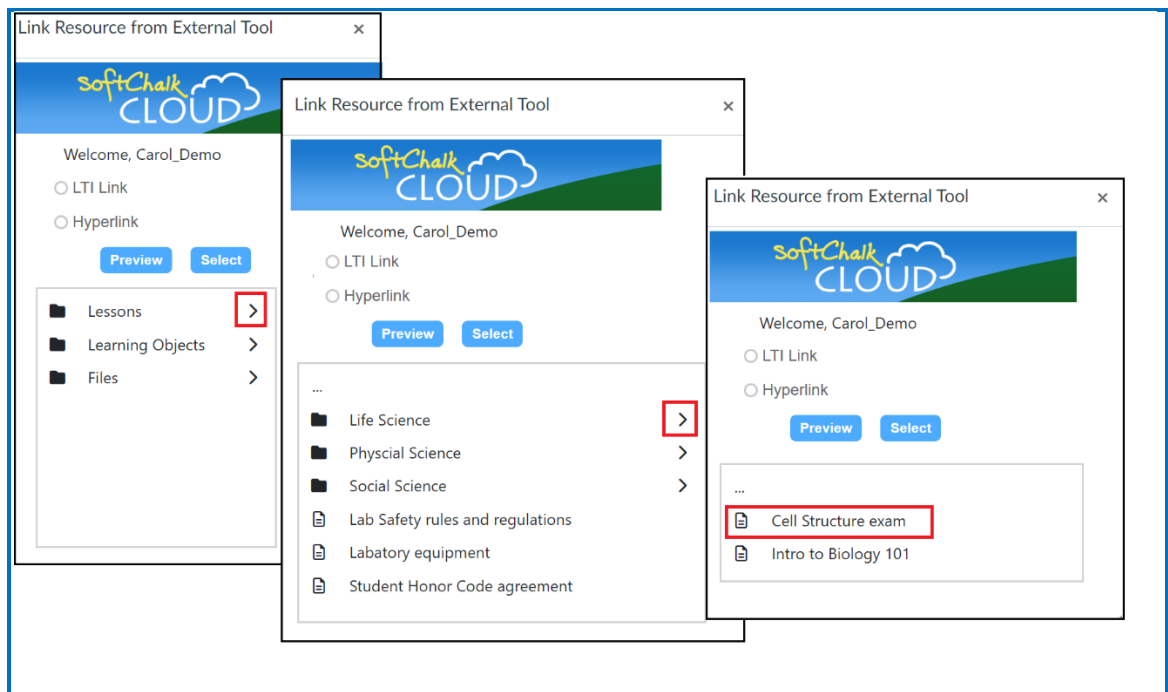 Link Resource from External Tool ×
softChalk
CLOUD
Welcome, Carol_Demo
LTI Link
Hyperlink
Preview Select
Lessons
Learning Objects
Files
Link Resource from External Tool ×
softChalk
CLOUD
Welcome, Carol_Demo
LTI Link
Hyperlink
Preview Select
...
Life Science
Physcial Science
Social Science
Lab Safety rules and regulations
Labatory equipment
Student Honor Code agreement
Link Resource from External Tool ×
softChalk
CLOUD
Welcome, Carol_Demo
LTI Link
Hyperlink
Preview Select
...
Cell Structure exam
Intro to Biology 101